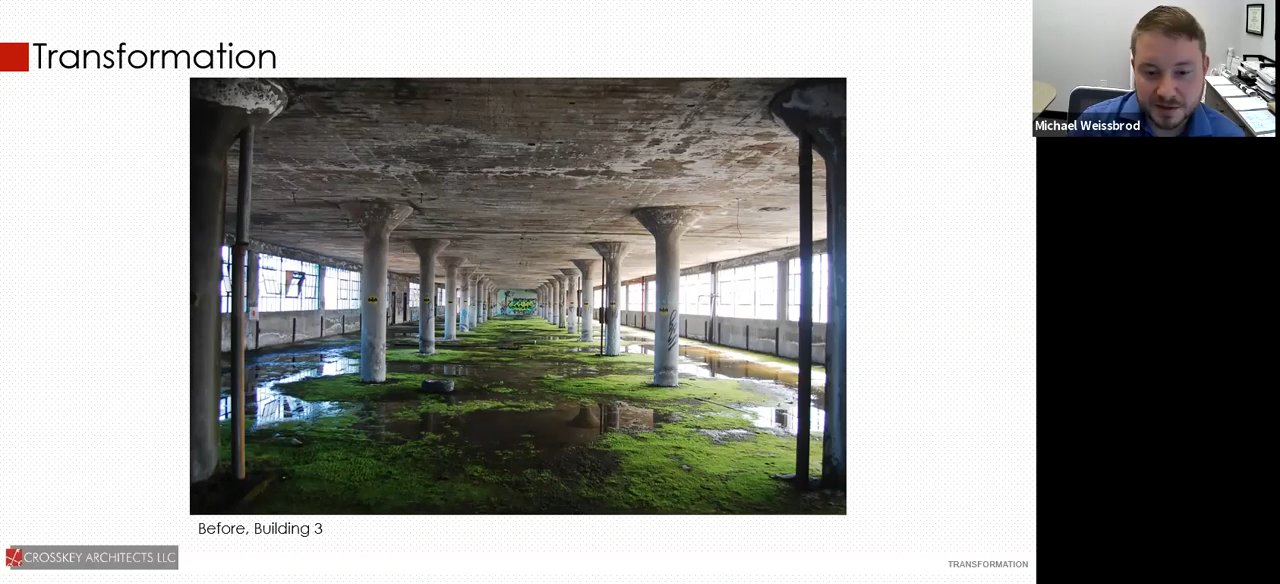 Transformation
Michael Weissbrod
Before, Building 3
CROSSKEY ARCHITECTS LLC
TRANSFORMATION